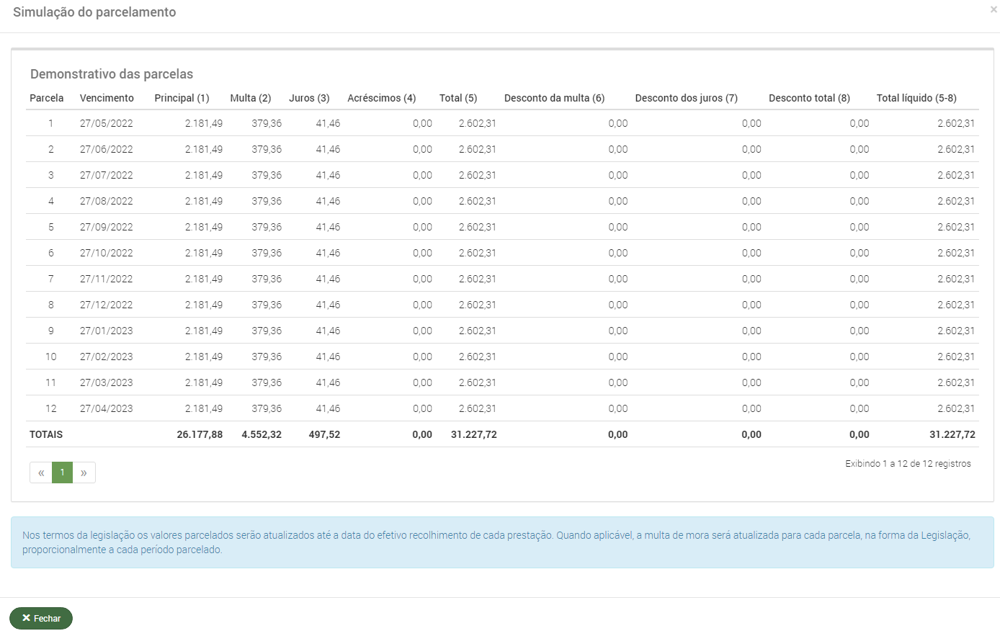 Simulação do parcelamento ×
Demonstrativo das parcelas
Parcela Vencimento Principal (1) Multa (2) Juros (3) Acréscimos (4) Total (5) Desconto da multa (6) Desconto dos juros (7) Desconto total (8) Total líquido (5-8)
1 27/05/2022 2.181,49 379,36 41,46 0,00 2.602,31 0,00 0,00 0,00 2.602,31
2 27/06/2022 2.181,49 379,36 41,46 0,00 2.602,31 0,00 0,00 0,00 2.602,31
3 27/07/2022 2.181,49 379,36 41,46 0,00 2.602,31 0,00 0,00 0,00 2.602,31
4 27/08/2022 2.181,49 379,36 41,46 0,00 2.602,31 0,00 0,00 0,00 2.602,31
5 27/09/2022 2.181,49 379,36 41,46 0,00 2.602,31 0,00 0,00 0,00 2.602,31
6 27/10/2022 2.181,49 379,36 41,46 0,00 2.602,31 0,00 0,00 0,00 2.602,31
7 27/11/2022 2.181,49 379,36 41,46 0,00 2.602,31 0,00 0,00 0,00 2.602,31
8 27/12/2022 2.181,49 379,36 41,46 0,00 2.602,31 0,00 0,00 0,00 2.602,31
9 27/01/2023 2.181,49 379,36 41,46 0,00 2.602,31 0,00 0,00 0,00 2.602,31
10 27/02/2023 2.181,49 379,36 41,46 0,00 2.602,31 0,00 0,00 0,00 2.602,31
11 27/03/2023 2.181,49 379,36 41,46 0,00 2.602,31 0,00 0,00 0,00 2.602,31
12 27/04/2023 2.181,49 379,36 41,46 0,00 2.602,31 0,00 0,00 0,00 2.602,31
TOTAIS 26.177,88 4.552,32 497,52 0,00 31.227,72 0,00 0,00 0,00 31.227,72
Exibindo 1 a 12 de 12 registros
« 1 »
Nos termos da legislação os valores parcelados serão atualizados até a data do efetivo recolhimento de cada prestação. Quando aplicável, a multa de mora será atualizada para cada parcela, na forma da Legislação,
proporcionalmente a cada período parcelado.
✕ Fechar